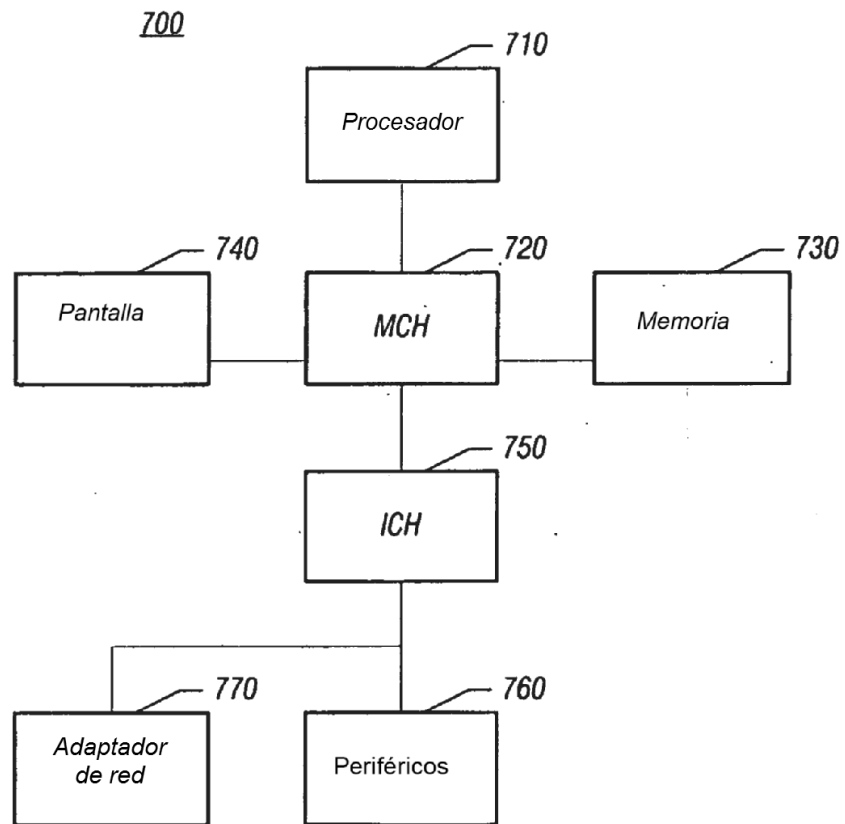 700
710
Procesador
740
720
730
Pantalla
MCH
Memoria
750
ICH
770
760
Adaptador
de red
Periféricos